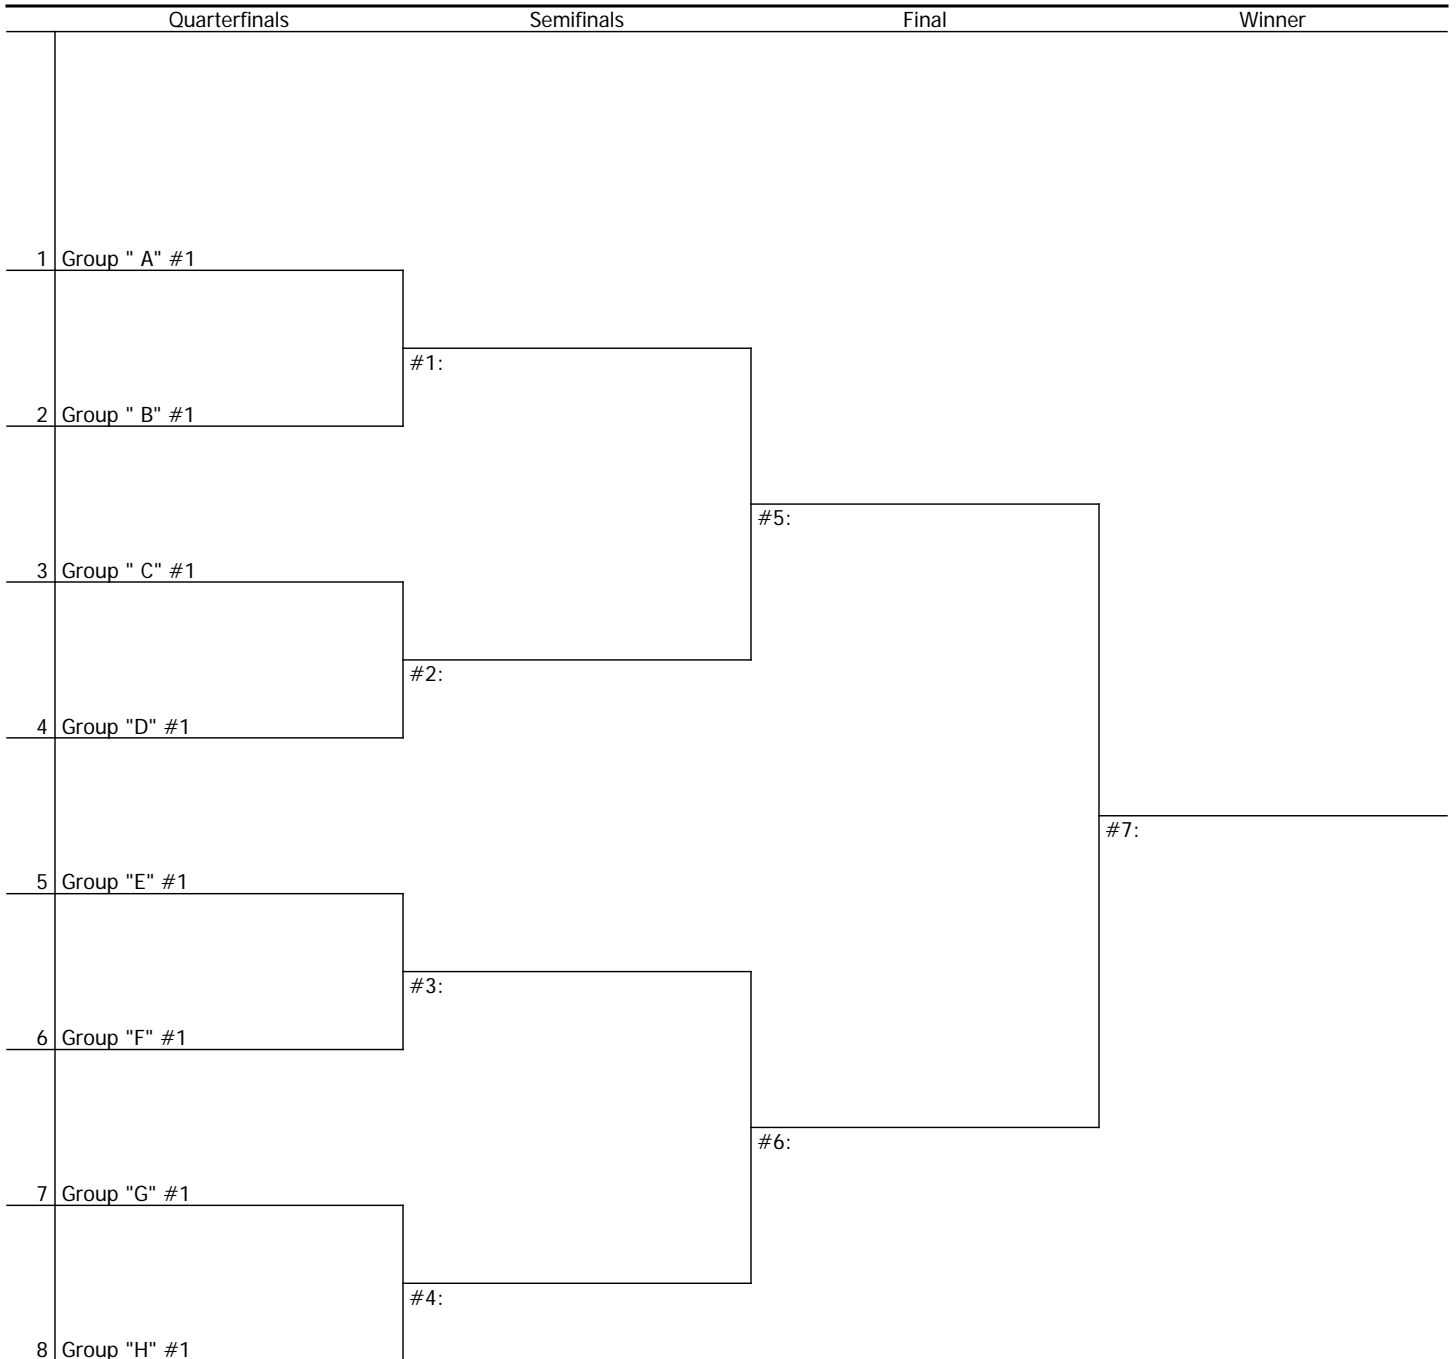 Quarterfinals Semifinals Final Winner
1 Group " A" #1
#1:
2 Group " B" #1
#5:
3 Group " C" #1
#2:
4 Group "D" #1
#7:
5 Group "E" #1
#3:
6 Group "F" #1
#6:
7 Group "G" #1
#4:
8 Group "H" #1